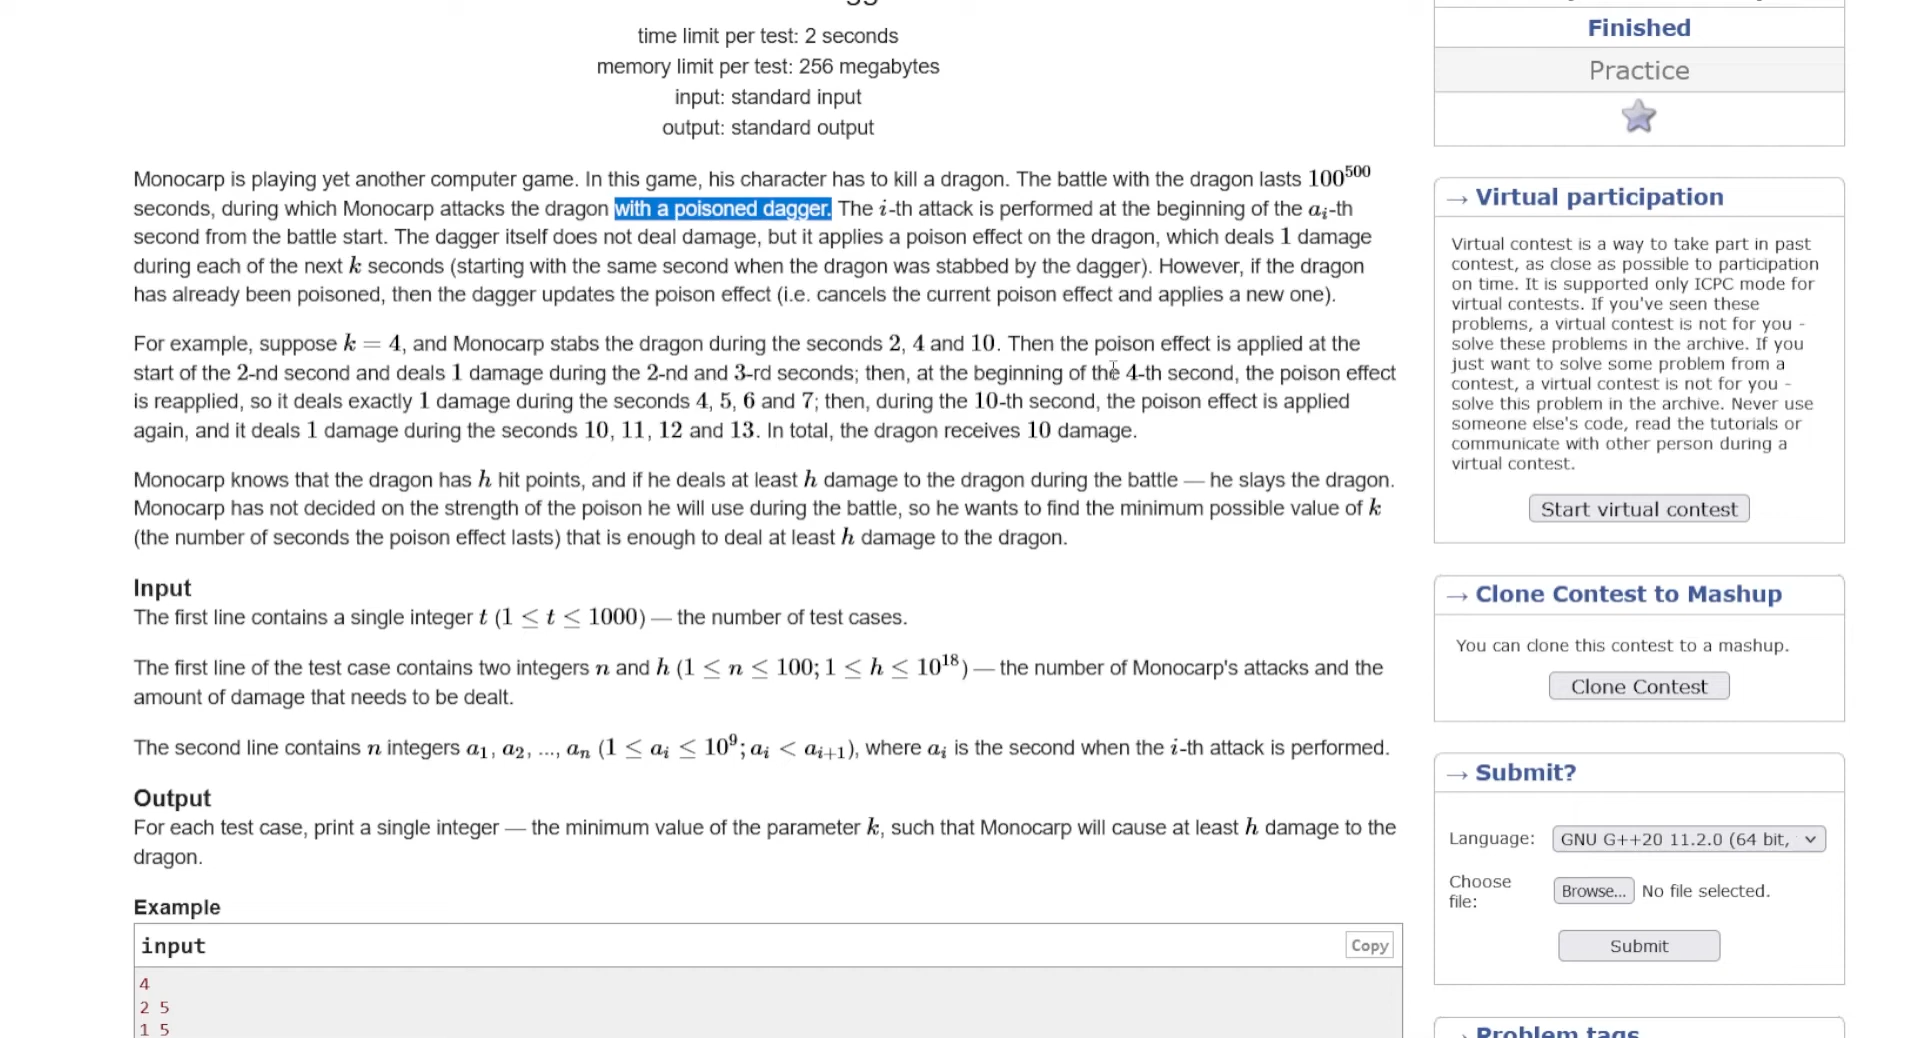 time limit per test: 2 seconds
memory limit per test: 256 megabytes
input: standard input
output: standard output
Monocarp is playing yet another computer game. In this game, his character has to kill a dragon. The battle with the dragon lasts 100^500
seconds, during which Monocarp attacks the dragon with a poisoned dagger. The i-th attack is performed at the beginning of the a_i-th
second from the battle start. The dagger itself does not deal damage, but it applies a poison effect on the dragon, which deals 1 damage
during each of the next k seconds (starting with the same second when the dragon was stabbed by the dagger). However, if the dragon
has already been poisoned, then the dagger updates the poison effect (i.e. cancels the current poison effect and applies a new one).
For example, suppose k = 4, and Monocarp stabs the dragon during the seconds 2, 4 and 10. Then the poison effect is applied at the
start of the 2-nd second and deals 1 damage during the 2-nd and 3-rd seconds; then, at the beginning of the 4-th second, the poison effect
is reapplied, so it deals exactly 1 damage during the seconds 4, 5, 6 and 7; then, during the 10-th second, the poison effect is applied
again, and it deals 1 damage during the seconds 10, 11, 12 and 13. In total, the dragon receives 10 damage.
Monocarp knows that the dragon has h hit points, and if he deals at least h damage to the dragon during the battle — he slays the dragon.
Monocarp has not decided on the strength of the poison he will use during the battle, so he wants to find the minimum possible value of k
(the number of seconds the poison effect lasts) that is enough to deal at least h damage to the dragon.
Input
The first line contains a single integer t (1 ≤ t ≤ 1000) — the number of test cases.
The first line of the test case contains two integers n and h (1 ≤ n ≤ 100; 1 ≤ h ≤ 10^18) — the number of Monocarp's attacks and the
amount of damage that needs to be dealt.
The second line contains n integers a_1, a_2, ..., a_n (1 ≤ a_i ≤ 10^9; a_i < a_{i+1}), where a_i is the second when the i-th attack is performed.
Output
For each test case, print a single integer — the minimum value of the parameter k, such that Monocarp will cause at least h damage to the
dragon.
Example
input
Copy
4
2 5
1 5
Finished
Practice
→ Virtual participation
Virtual contest is a way to take part in past
contest, as close as possible to participation
on time. It is supported only ICPC mode for
virtual contests. If you've seen these
problems, a virtual contest is not for you -
solve these problems in the archive. If you
just want to solve some problem from a
contest, a virtual contest is not for you -
solve this problem in the archive. Never use
someone else's code, read the tutorials or
communicate with other person during a
virtual contest.
Start virtual contest
→ Clone Contest to Mashup
You can clone this contest to a mashup.
Clone Contest
→ Submit?
Language: GNU G++20 11.2.0 (64 bit,
Choose
file: Browse... No file selected.
Submit
→ Problem tags